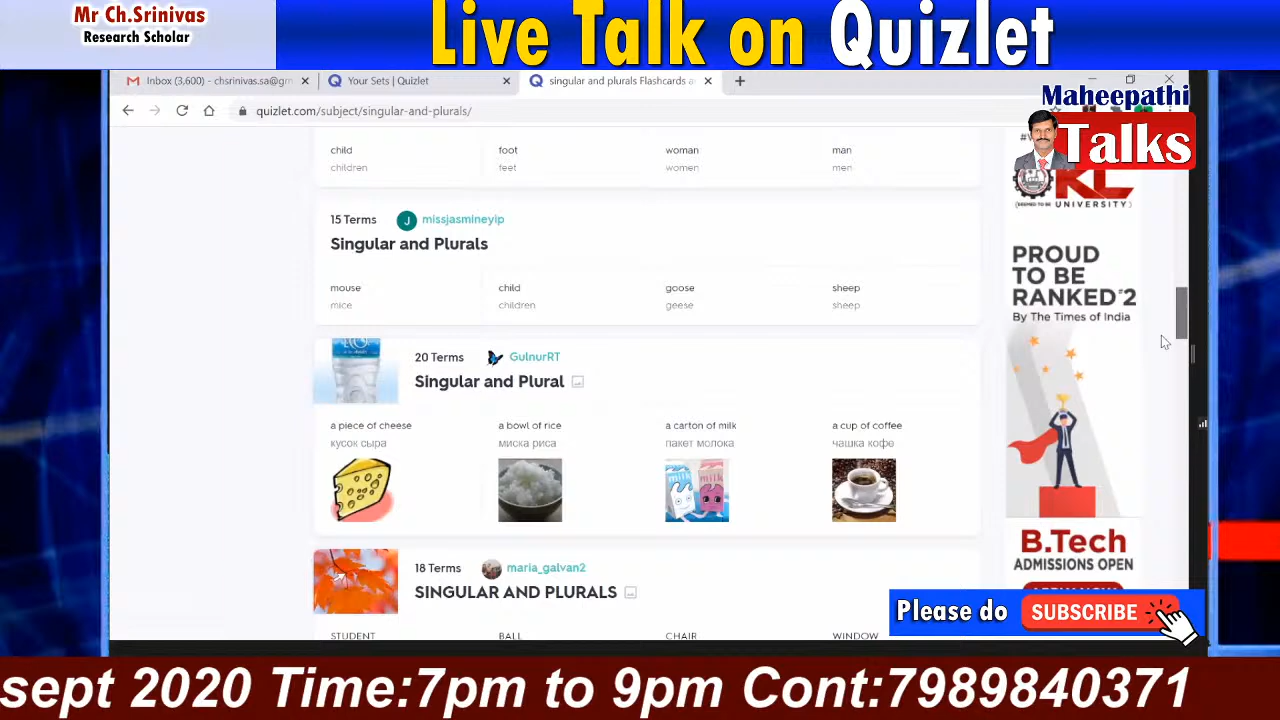 Mr Ch.Srinivas
Research Scholar
Live Talk on Quizlet
Inbox (3,600) - chsrinivas.sa@gm
Your Sets | Quizlet
singular and plurals Flashcards a
quizlet.com/subject/singular-and-plurals/
Maheepathi
Talks
child
foot
woman
man
children
feet
women
men
15 Terms
J
missjasmineyip
Singular and Plurals
mouse
child
goose
sheep
mice
children
geese
sheep
20 Terms
GulnurRT
Singular and Plural
a piece of cheese
a bowl of rice
a carton of milk
a cup of coffee
кусок сыра
миска риса
пакет молока
чашка кофе
18 Terms
maria_galvan2
SINGULAR AND PLURALS
STUDENT
BALL
CHAIR
WINDOW
KL
UNIVERSITY
PROUD
TO BE
RANKED #2
By The Times of India
B.Tech
ADMISSIONS OPEN
Please do SUBSCRIBE
sept 2020 Time:7pm to 9pm Cont:7989840371